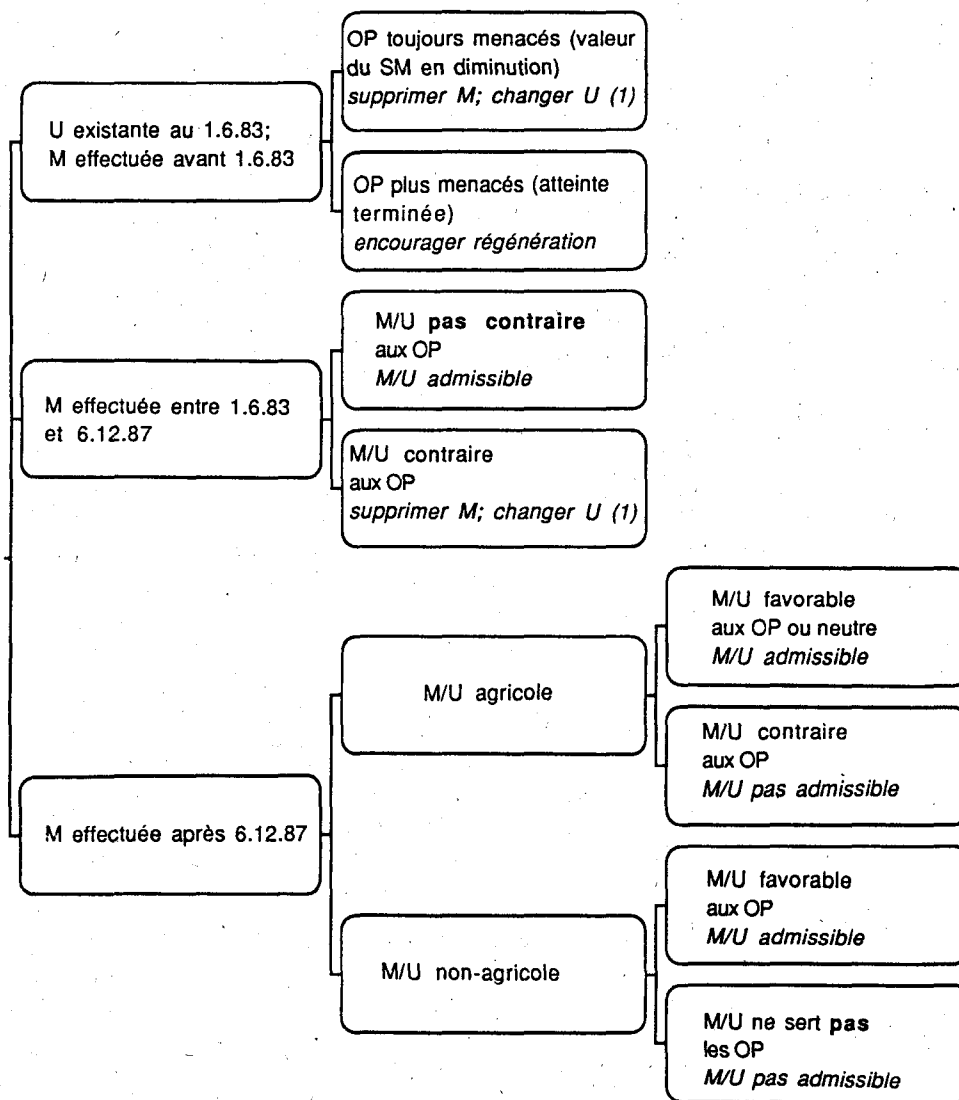 OP toujours menacés (valeur
du SM en diminution)
supprimer M; changer U (1)
U existante au 1.6.83;
M effectuée avant 1.6.83
OP plus menacés (atteinte
terminée)
encourager régénération
M/U pas contraire
aux OP
M/U admissible
M effectuée entre 1.6.83
et 6.12.87
M/U contraire
aux OP
supprimer M; changer U (1)
M/U favorable
aux OP ou neutre
M/U admissible
M/U agricole
M/U contraire
aux OP
M/U pas admissible
M effectuée après 6.12.87
M/U favorable
aux OP
M/U admissible
M/U non-agricole
M/U ne sert pas
les OP
M/U pas admissible